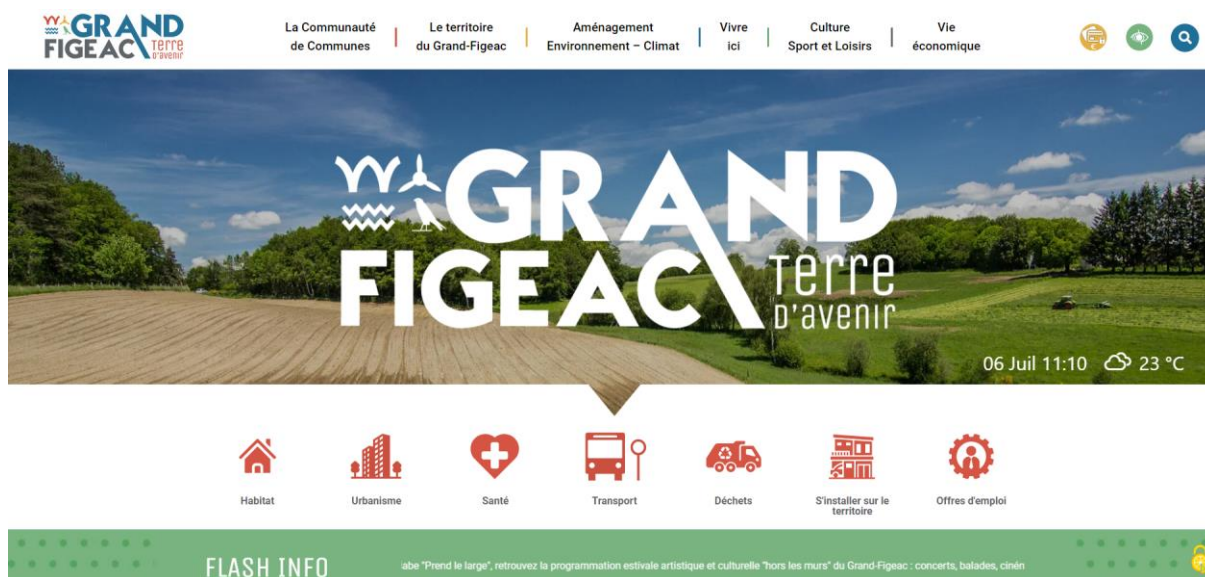 GRAND
FIGEAC Terre
D'avenir
La Communauté
de Communes
Le territoire
du Grand-Figeac
Aménagement
Environnement – Climat
Vivre
ici
Culture
Sport et Loisirs
Vie
économique
GRAND
FIGEAC Terre
D'avenir
06 Juil 11:10 23 °C
Habitat
Urbanisme
Santé
Transport
Déchets
S'installer sur le
territoire
Offres d'emploi
FLASH INFO
"Prend le large", retrouvez la programmation estivale artistique et culturelle "hors les murs" du Grand-Figeac : concerts, balades,